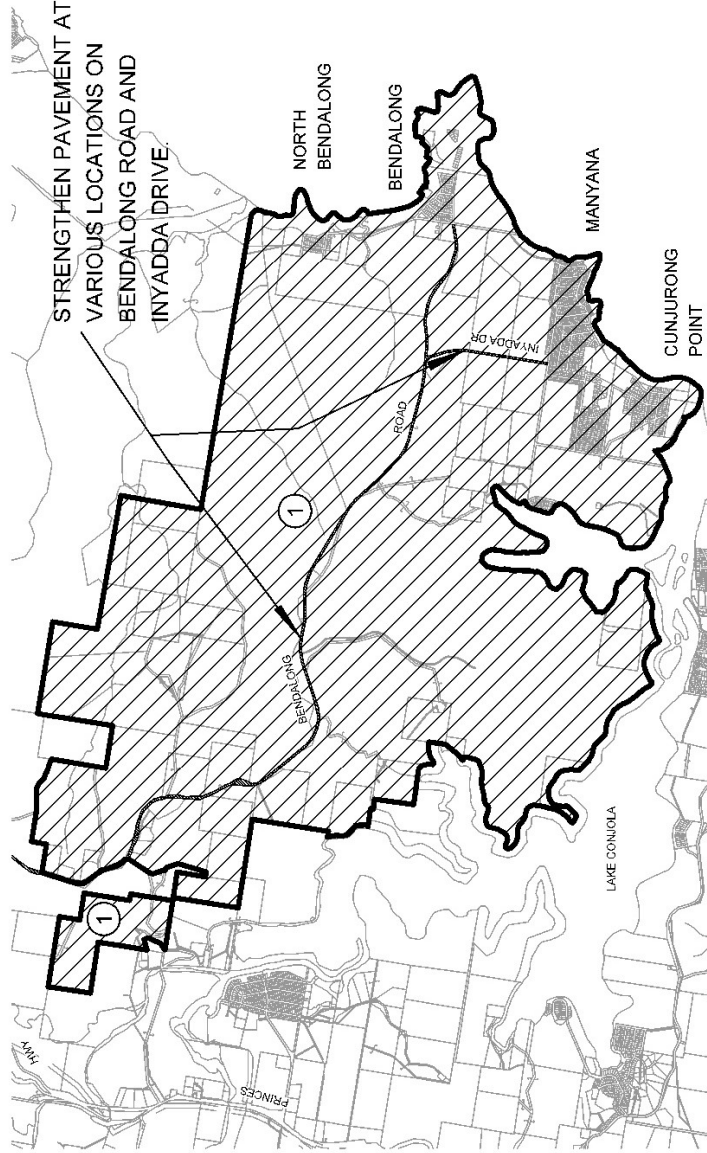 STRENGTHEN PAVEMENT AT
VARIOUS LOCATIONS ON
BENDALONG ROAD AND
INYADDA DRIVE.
NORTH
BENDALONG
BENDALONG
MANYANA
CUNJURONG
POINT
INYADDA DR
ROAD
BENDALONG
1
1
LAKE CONJOLA
PRINCES
HWY